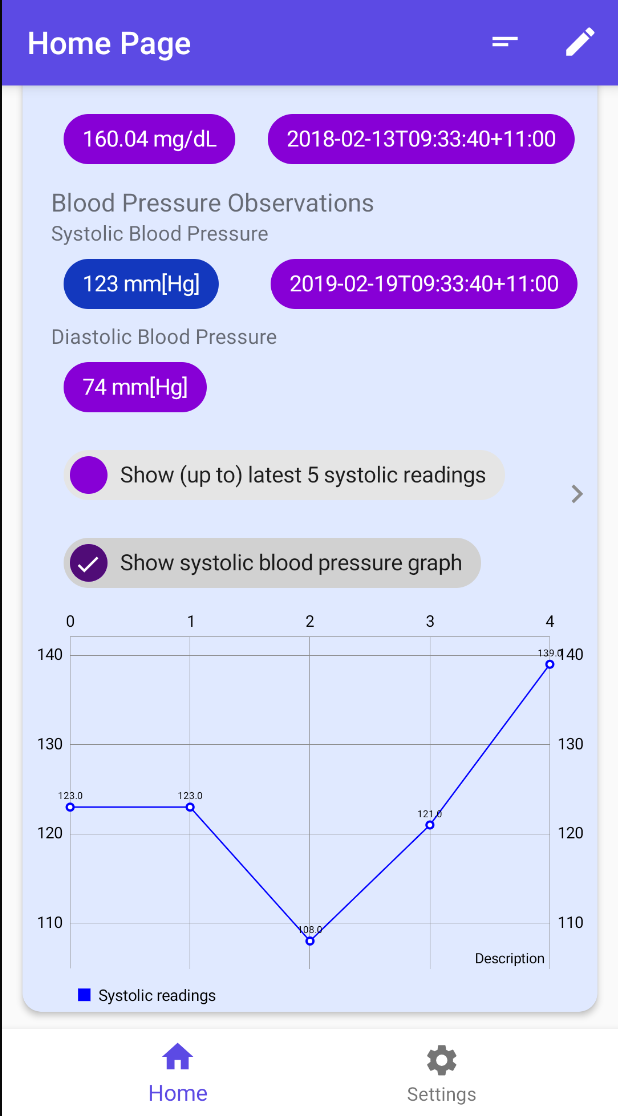 Home Page
160.04 mg/dL 2018-02-13T09:33:40+11:00
Blood Pressure Observations
Systolic Blood Pressure
123 mm[Hg] 2019-02-19T09:33:40+11:00
Diastolic Blood Pressure
74 mm[Hg]
Show (up to) latest 5 systolic readings
Show systolic blood pressure graph
0 1 2 3 4
140 139.0 140
130 130
123.0 123.0
121.0
120 120
108.0
110 110
Description
Systolic readings
Home Settings